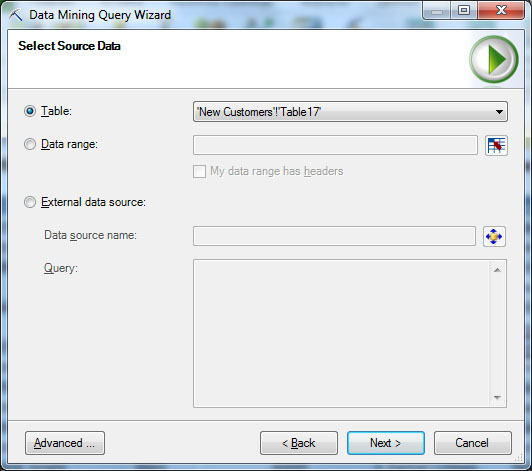 Data Mining Query Wizard
Select Source Data
Table:
'New Customers'!'Table17'
Data range:
My data range has headers
External data source:
Data source name:
Query:
Advanced ...
< Back
Next >
Cancel